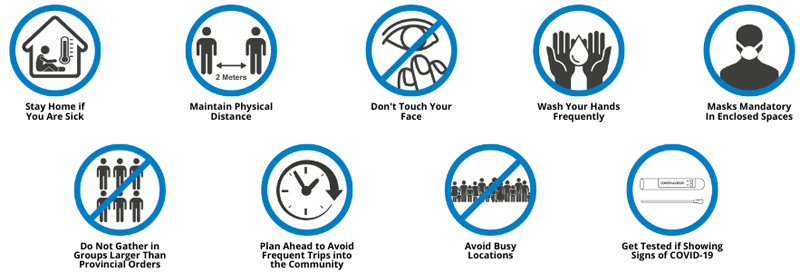 2 Meters
Stay Home if
You Are Sick
Maintain Physical
Distance
Don't Touch Your
Face
Wash Your Hands
Frequently
Masks Mandatory
In Enclosed Spaces
Do Not Gather in
Groups Larger Than
Provincial Orders
Plan Ahead to Avoid
Frequent Trips into
the Community
Avoid Busy
Locations
Get Tested if Showing
Signs of COVID-19